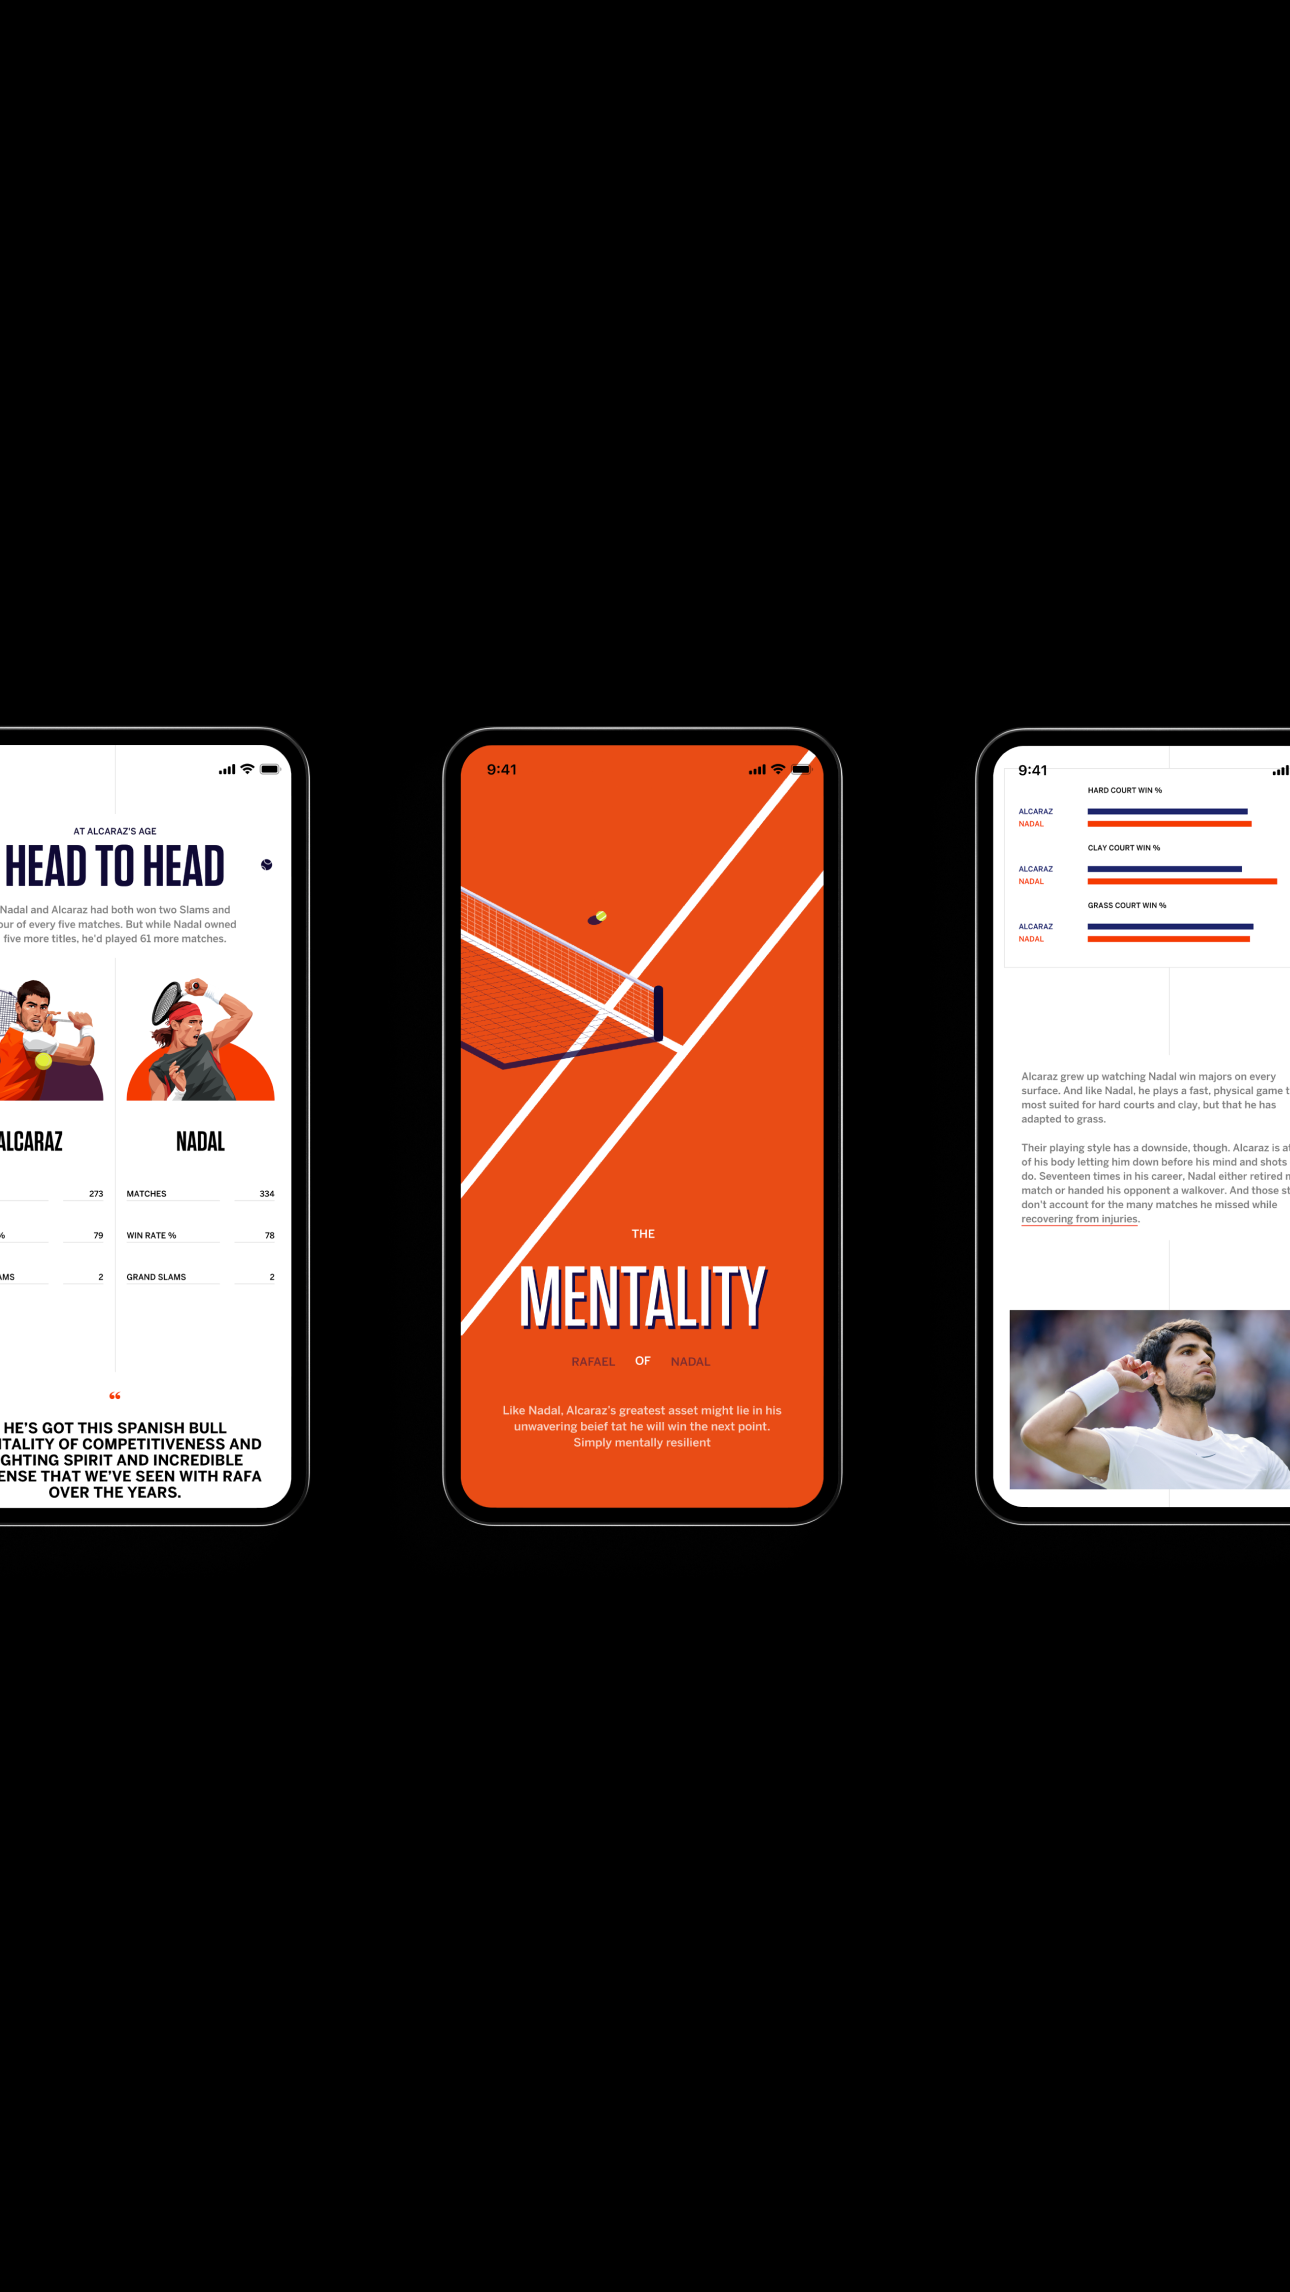 AT ALCARAZ'S AGE
HEAD TO HEAD
Nadal and Alcaraz had both won two Slams and
of every five matches. But while Nadal owned
five more titles, he'd played 61 more matches.
ALCARAZ
NADAL
273
MATCHES 334
% 79
WIN RATE % 78
2
GRAND SLAMS 2
“
HE'S GOT THIS SPANISH BULL
OF COMPETITIVENESS AND
SPIRIT AND INCREDIBLE
THAT WE'VE SEEN WITH RAFA
OVER THE YEARS.
9:41
THE
MENTALITY
RAFAEL OF NADAL
Like Nadal, Alcaraz's greatest asset might lie in his
unwavering beief tat he will win the next point.
Simply mentally resilient
9:41
HARD COURT WIN %
ALCARAZ
NADAL
CLAY COURT WIN %
ALCARAZ
NADAL
GRASS COURT WIN %
ALCARAZ
NADAL
Alcaraz grew up watching Nadal win majors on every
surface. And like Nadal, he plays a fast, physical game
most suited for hard courts and clay, but that he has
adapted to grass.
Their playing style has a downside, though. Alcaraz is
of his body letting him down before his mind and shots
do. Seventeen times in his career, Nadal either retired
match or handed his opponent a walkover. And those
don't account for the many matches he missed while
recovering from injuries.